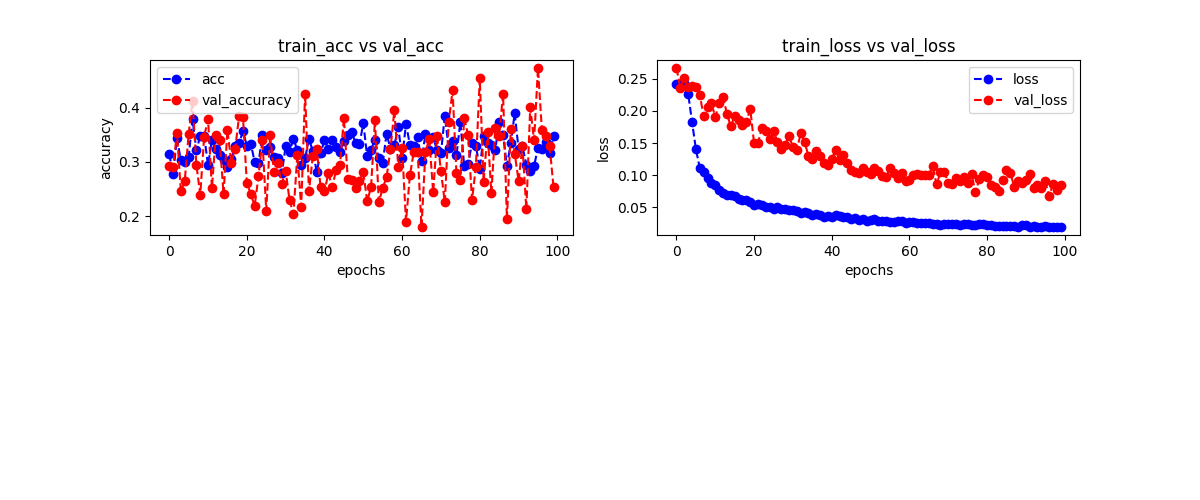 train_acc vs val_acc
acc
val_accuracy
accuracy
0.4
0.3
0.2
0
20
40
60
80
100
epochs
train_loss vs val_loss
loss
val_loss
loss
0.25
0.20
0.15
0.10
0.05
0
20
40
60
80
100
epochs